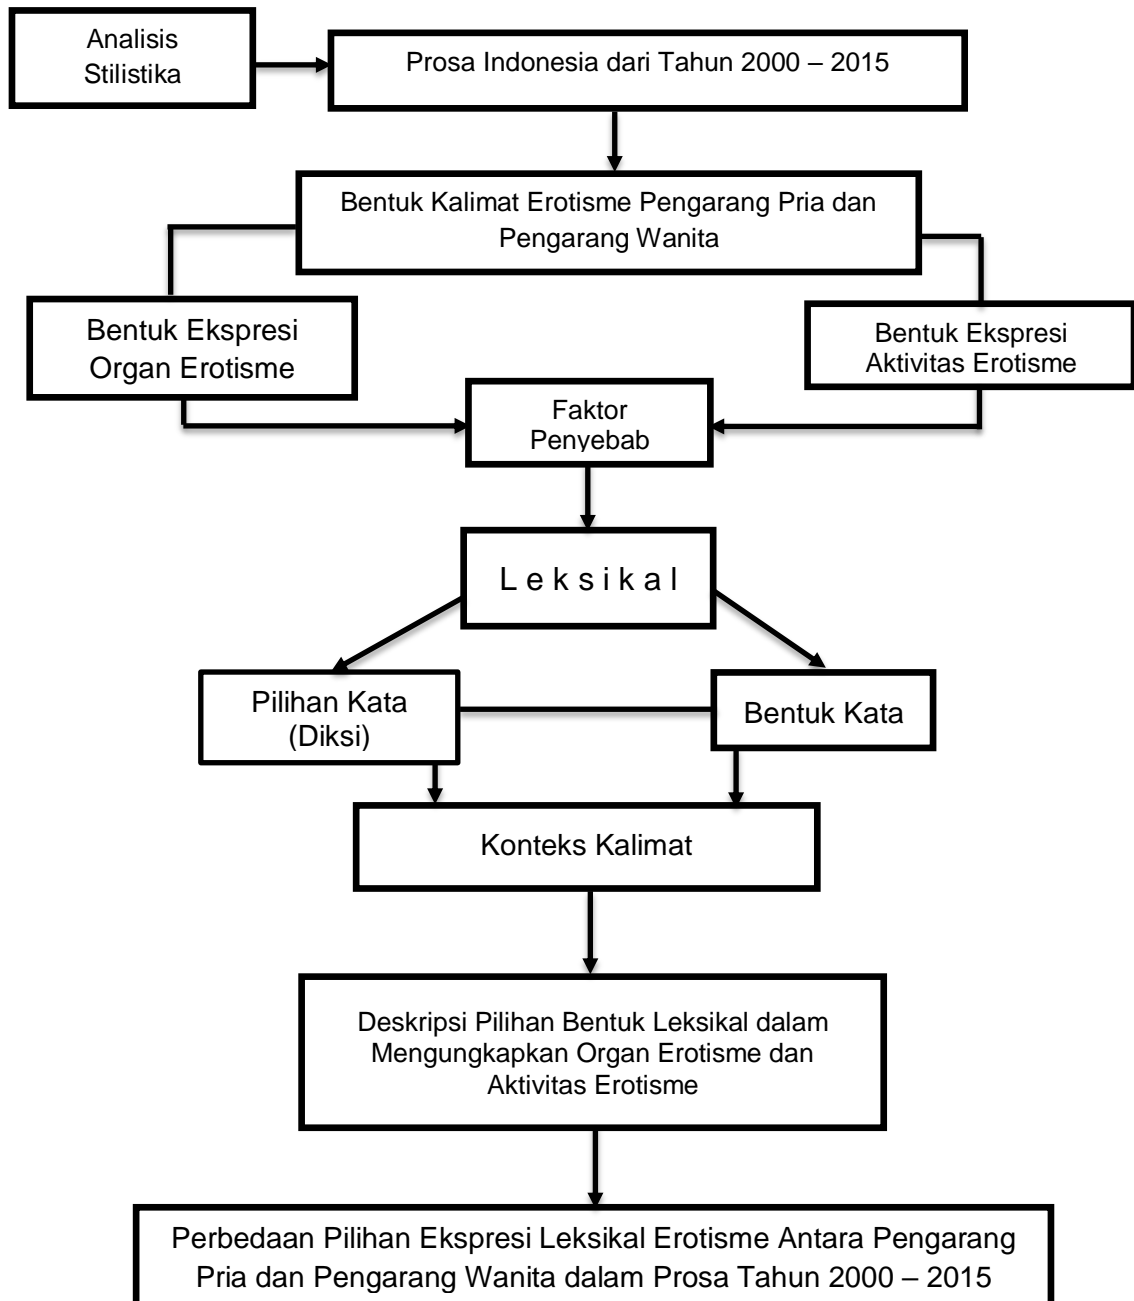 Analisis
Stilistika
Prosa Indonesia dari Tahun 2000 – 2015
Bentuk Kalimat Erotisme Pengarang Pria dan
Pengarang Wanita
Bentuk Ekspresi
Organ Erotisme
Bentuk Ekspresi
Aktivitas Erotisme
Faktor
Penyebab
L e k s i k a l
Pilihan Kata
(Diksi)
Bentuk Kata
Konteks Kalimat
Deskripsi Pilihan Bentuk Leksikal dalam
Mengungkapkan Organ Erotisme dan
Aktivitas Erotisme
Perbedaan Pilihan Ekspresi Leksikal Erotisme Antara Pengarang
Pria dan Pengarang Wanita dalam Prosa Tahun 2000 – 2015